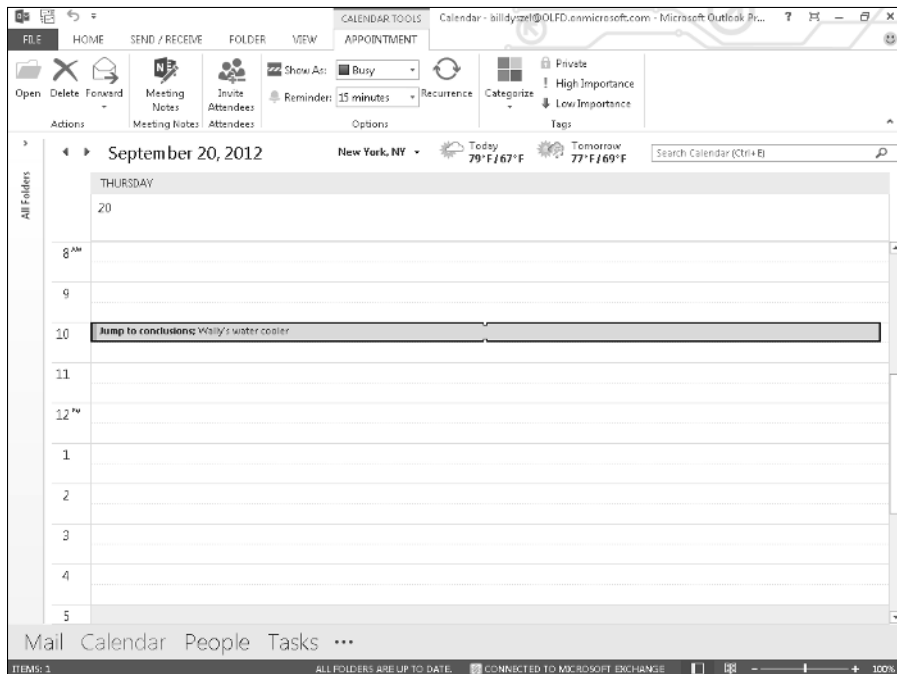 CALENDAR TOOLS Calendar - billdyszel@OLFD.onmicrosoft.com - Microsoft Outlook Pr... ?
FILE HOME SEND / RECEIVE FOLDER VIEW APPOINTMENT
Open Delete Forward Meeting Notes Invite Attendees Show As: Busy Reminder: 15 minutes Recurrence Categorize Private
! High Importance
Low Importance
Actions Meeting Notes Attendees Options Tags
September 20, 2012 New York, NY Today 79°F/67°F Tomorrow 77°F/69°F Search Calendar (Ctrl+E)
All Folders
THURSDAY
20
8 AM
9
10 Jump to conclusions; Wally's water cooler
11
12 PM
1
2
3
4
5
Mail Calendar People Tasks •••
ITEMS: 1 ALL FOLDERS ARE UP TO DATE. CONNECTED TO MICROSOFT EXCHANGE - + 100%